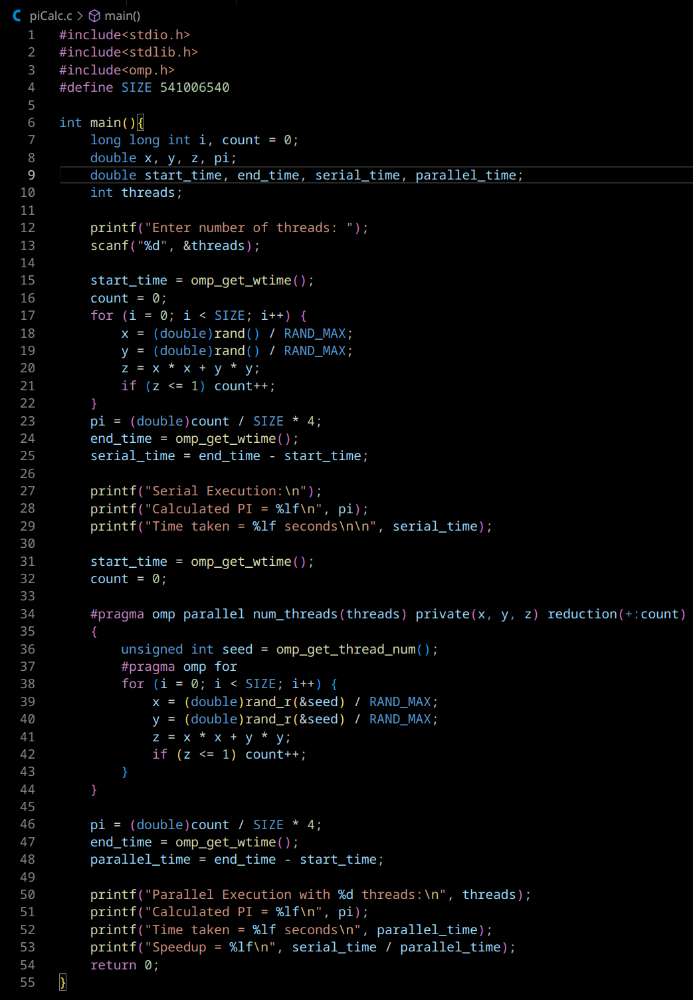 piCalc.c > main()
1 #include<stdio.h>
2 #include<stdlib.h>
3 #include<omp.h>
4 #define SIZE 541006540
5
6 int main(){
7     long long int i, count = 0;
8     double x, y, z, pi;
9     double start_time, end_time, serial_time, parallel_time;
10     int threads;
11
12     printf("Enter number of threads: ");
13     scanf("%d", &threads);
14
15     start_time = omp_get_wtime();
16     count = 0;
17     for (i = 0; i < SIZE; i++) {
18         x = (double)rand() / RAND_MAX;
19         y = (double)rand() / RAND_MAX;
20         z = x * x + y * y;
21         if (z <= 1) count++;
22     }
23     pi = (double)count / SIZE * 4;
24     end_time = omp_get_wtime();
25     serial_time = end_time - start_time;
26
27     printf("Serial Execution:\n");
28     printf("Calculated PI = %lf\n", pi);
29     printf("Time taken = %lf seconds\n\n", serial_time);
30
31     start_time = omp_get_wtime();
32     count = 0;
33
34     #pragma omp parallel num_threads(threads) private(x, y, z) reduction(+:count)
35     {
36         unsigned int seed = omp_get_thread_num();
37         #pragma omp for
38         for (i = 0; i < SIZE; i++) {
39             x = (double)rand_r(&seed) / RAND_MAX;
40             y = (double)rand_r(&seed) / RAND_MAX;
41             z = x * x + y * y;
42             if (z <= 1) count++;
43         }
44     }
45
46     pi = (double)count / SIZE * 4;
47     end_time = omp_get_wtime();
48     parallel_time = end_time - start_time;
49
50     printf("Parallel Execution with %d threads:\n", threads);
51     printf("Calculated PI = %lf\n", pi);
52     printf("Time taken = %lf seconds\n", parallel_time);
53     printf("Speedup = %lf\n", serial_time / parallel_time);
54     return 0;
55 }